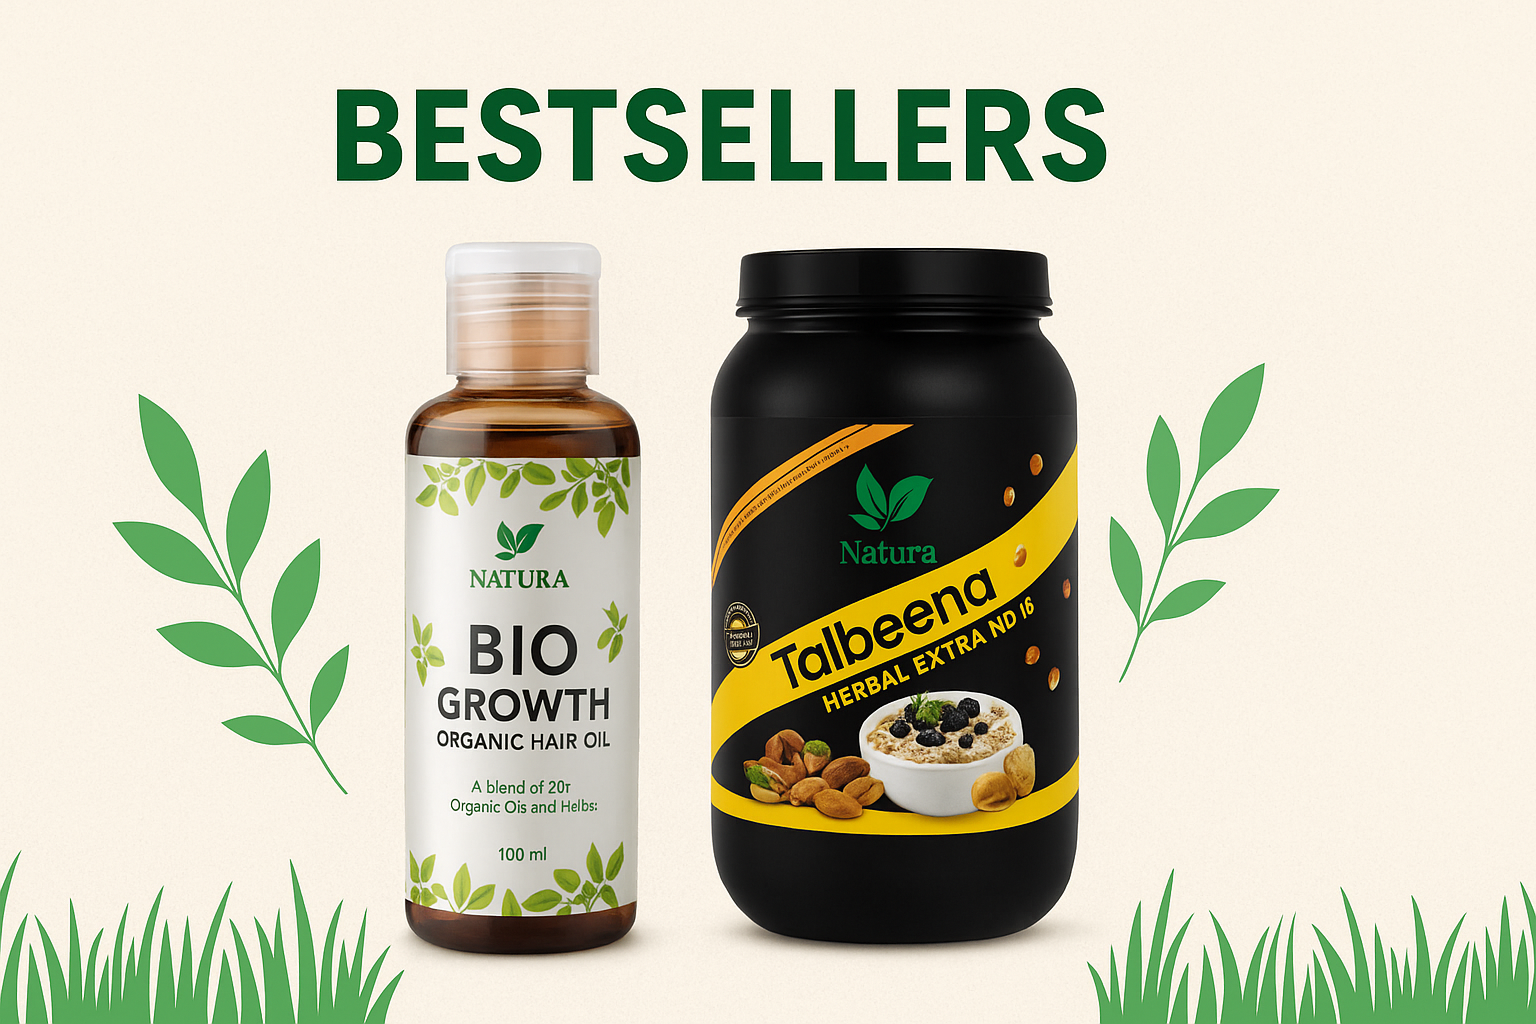 BESTSELLERS
NATURA
BIO
GROWTH
ORGANIC HAIR OIL
A blend of 20т
Organic Ois and Helbs:
100 ml
Natura
Talbeena
HERBAL EXTRA ND 16